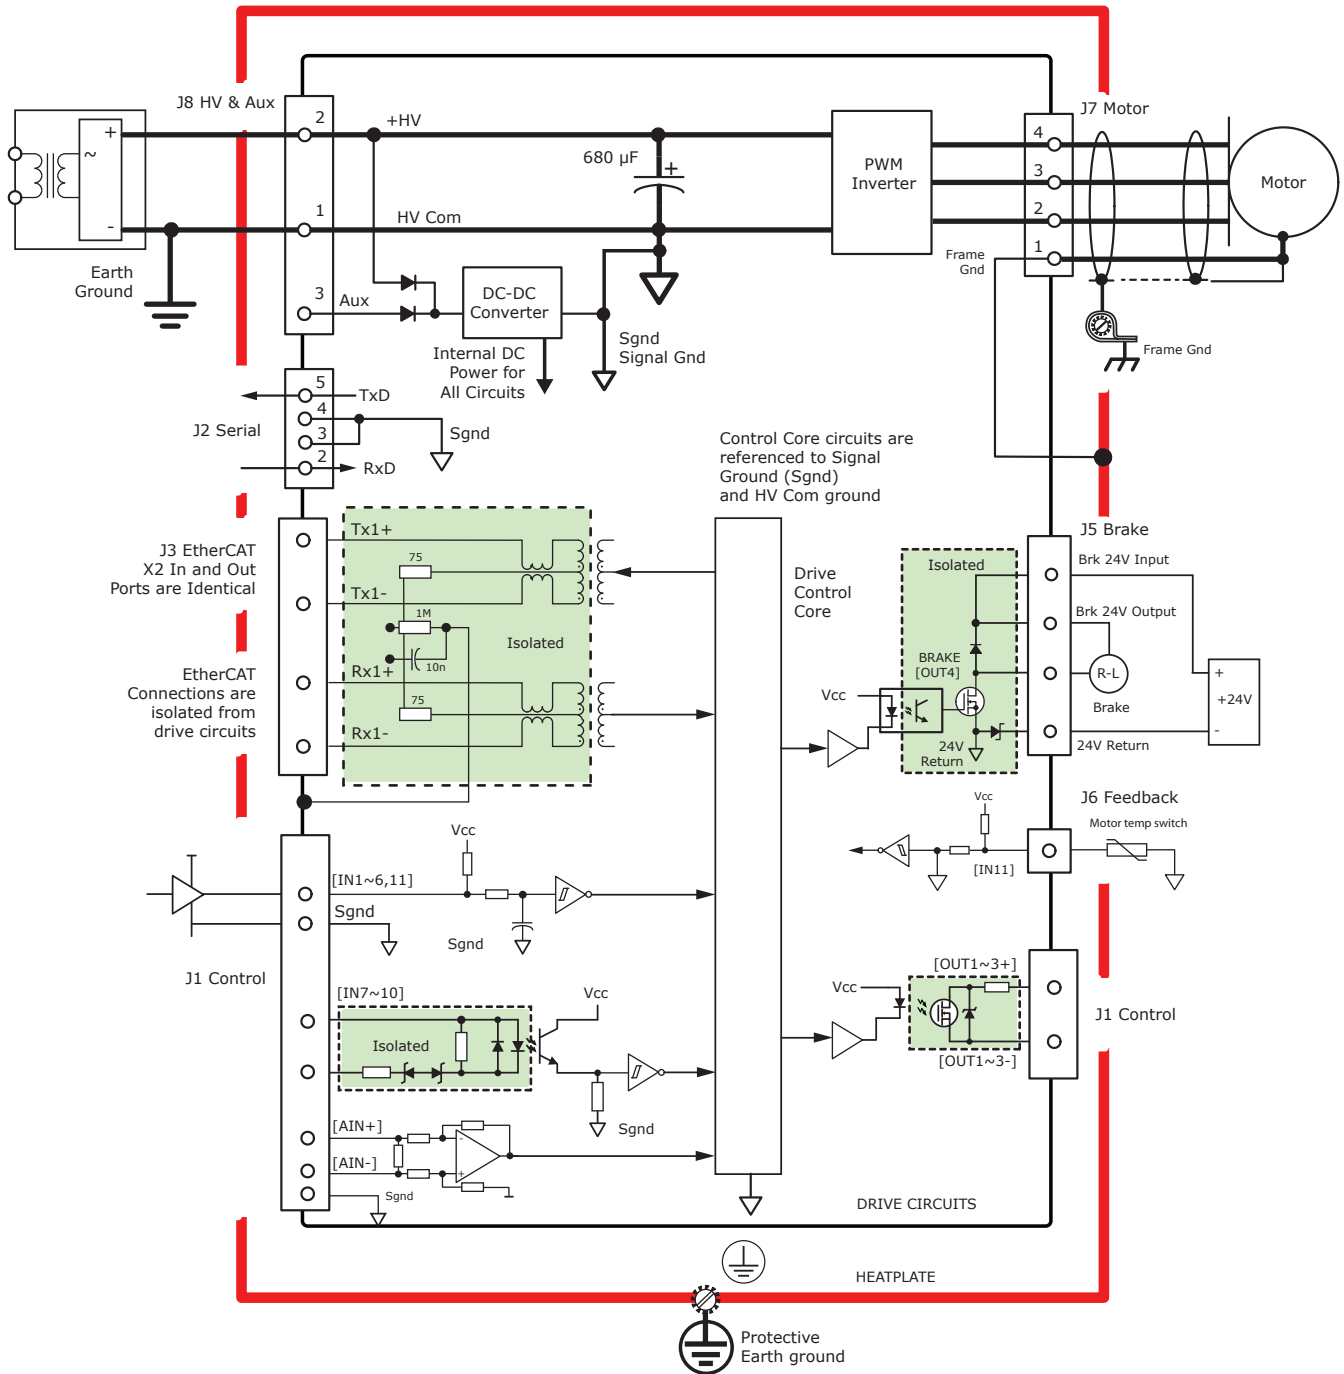 J8 HV & Aux
2
+HV
+
~
-
680 µF
+
PWM
Inverter
J7 Motor
4
3
2
1
Motor
1
HV Com
Frame
Gnd
Earth
Ground
3
Aux
DC-DC
Converter
Internal DC
Power for
All Circuits
Sgnd
Signal Gnd
Frame Gnd
J2 Serial
5
TxD
4
3
Sgnd
2
RxD
Control Core circuits are
referenced to Signal
Ground (Sgnd)
and HV Com ground
J3 EtherCAT
X2 In and Out
Ports are Identical
EtherCAT
Connections are
isolated from
drive circuits
Tx1+
75
Tx1-
1M
Isolated
10n
Rx1+
75
Rx1-
Drive
Control
Core
J5 Brake
Isolated
Brk 24V Input
Brk 24V Output
BRAKE
[OUT4]
Vcc
R-L
Brake
+
+24V
-
24V
Return
24V Return
J6 Feedback
Vcc
Motor temp switch
[IN11]
Vcc
[IN1~6,11]
Sgnd
Sgnd
J1 Control
[IN7~10]
Vcc
Isolated
Sgnd
[AIN+]
-
[AIN-]
+
Sgnd
[OUT1~3+]
Vcc
J1 Control
[OUT1~3-]
DRIVE CIRCUITS
HEATPLATE
Protective
Earth ground